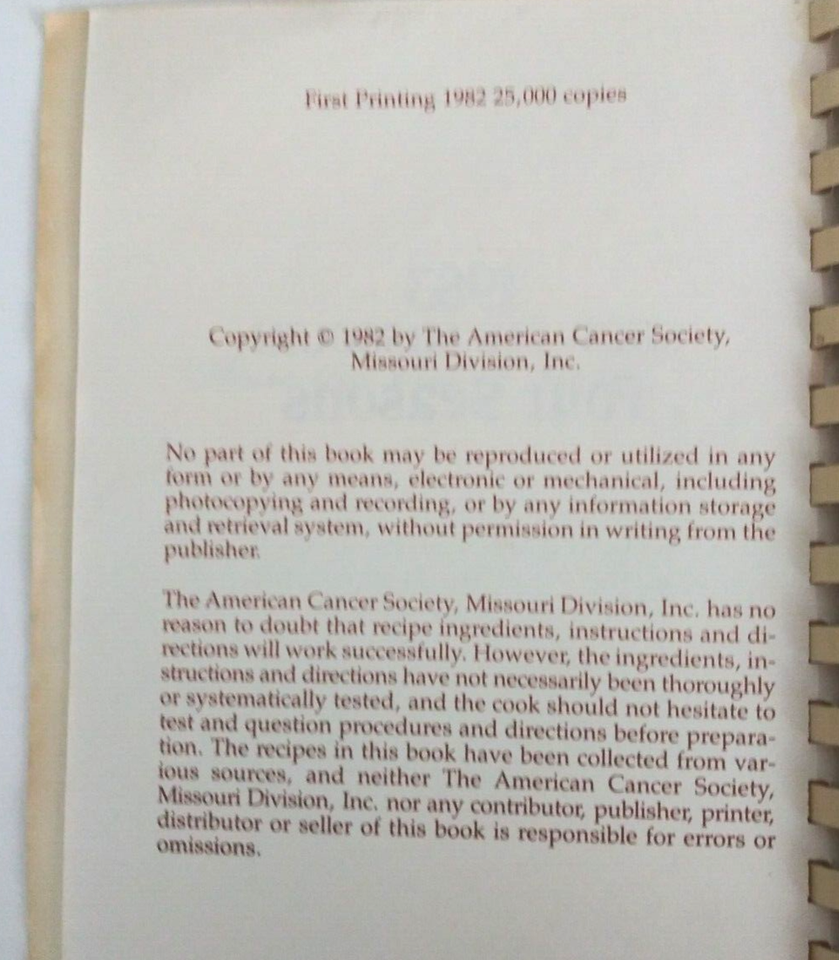 First Printing 1982 25,000 copies
Copyright © 1982 by The American Cancer Society,
Missouri Division, Inc.
No part of this book may be reproduced or utilized in any
form or by any means, electronic or mechanical, including
photocopying and recording, or by any information storage
and retrieval system, without permission in writing from the
publisher.
The American Cancer Society, Missouri Division, Inc. has no
reason to doubt that recipe ingredients, instructions and di-
rections will work successfully. However, the ingredients, in-
structions and directions have not necessarily been thoroughly
or systematically tested, and the cook should not hesitate to
test and question procedures and directions before prepara-
tion. The recipes in this book have been collected from var-
ious sources, and neither The American Cancer Society,
Missouri Division, Inc. nor any contributor, publisher, printer,
distributor or seller of this book is responsible for errors or
omissions.